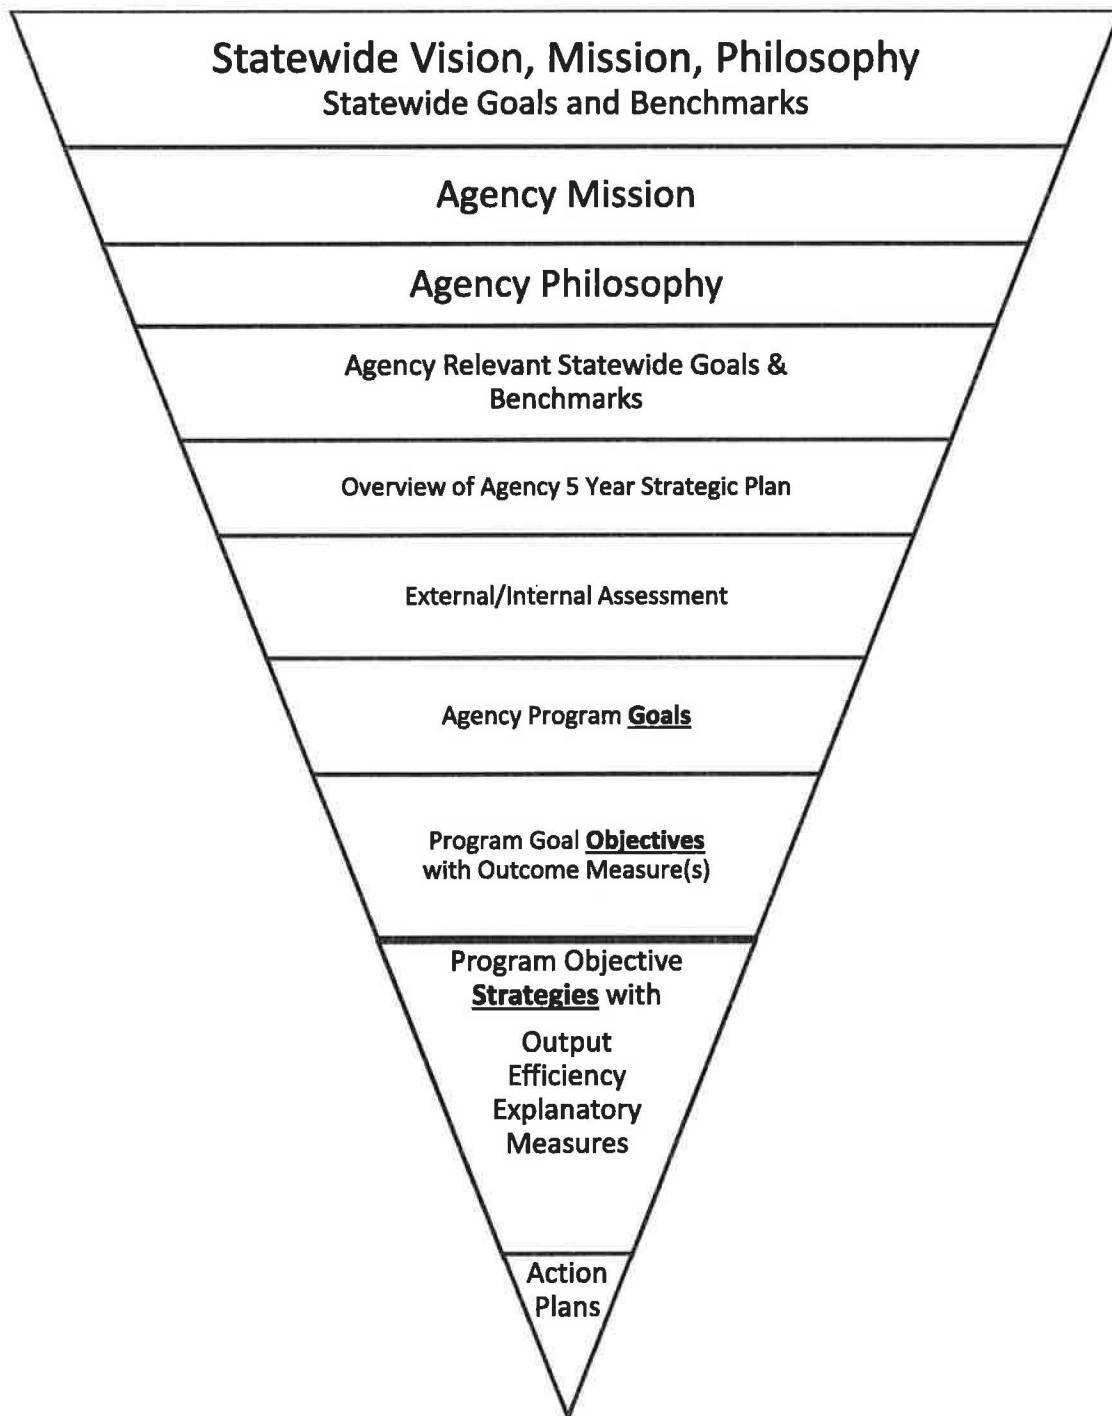 Statewide Vision, Mission, Philosophy
Statewide Goals and Benchmarks
Agency Mission
Agency Philosophy
Agency Relevant Statewide Goals &
Benchmarks
Overview of Agency 5 Year Strategic Plan
External/Internal Assessment
Agency Program Goals
Program Goal Objectives
with Outcome Measure(s)
Program Objective
Strategies with
Output
Efficiency
Explanatory
Measures
Action
Plans